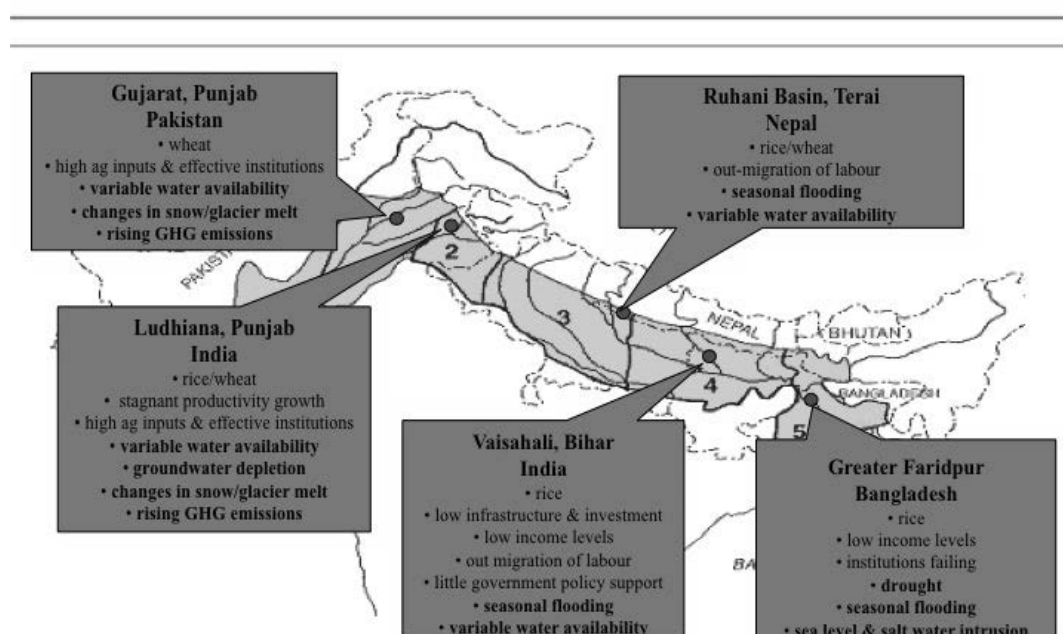 Gujarat, Punjab
Pakistan
• wheat
• high ag inputs & effective institutions
• variable water availability
• changes in snow/glacier melt
• rising GHG emissions
Ruhani Basin, Terai
Nepal
• rice/wheat
• out-migration of labour
• seasonal flooding
• variable water availability
PAKIST
2
3
NEPAL
BHUTAN
4
BANGLADESH
5
BA
Ludhiana, Punjab
India
• rice/wheat
• stagnant productivity growth
• high ag inputs & effective institutions
• variable water availability
• groundwater depletion
• changes in snow/glacier melt
• rising GHG emissions
Vaisahali, Bihar
India
• rice
• low infrastructure & investment
• low income levels
• out migration of labour
• little government policy support
• seasonal flooding
• variable water availability
Greater Faridpur
Bangladesh
• rice
• low income levels
• institutions failing
• drought
• seasonal flooding
• sea level & salt water intrusion